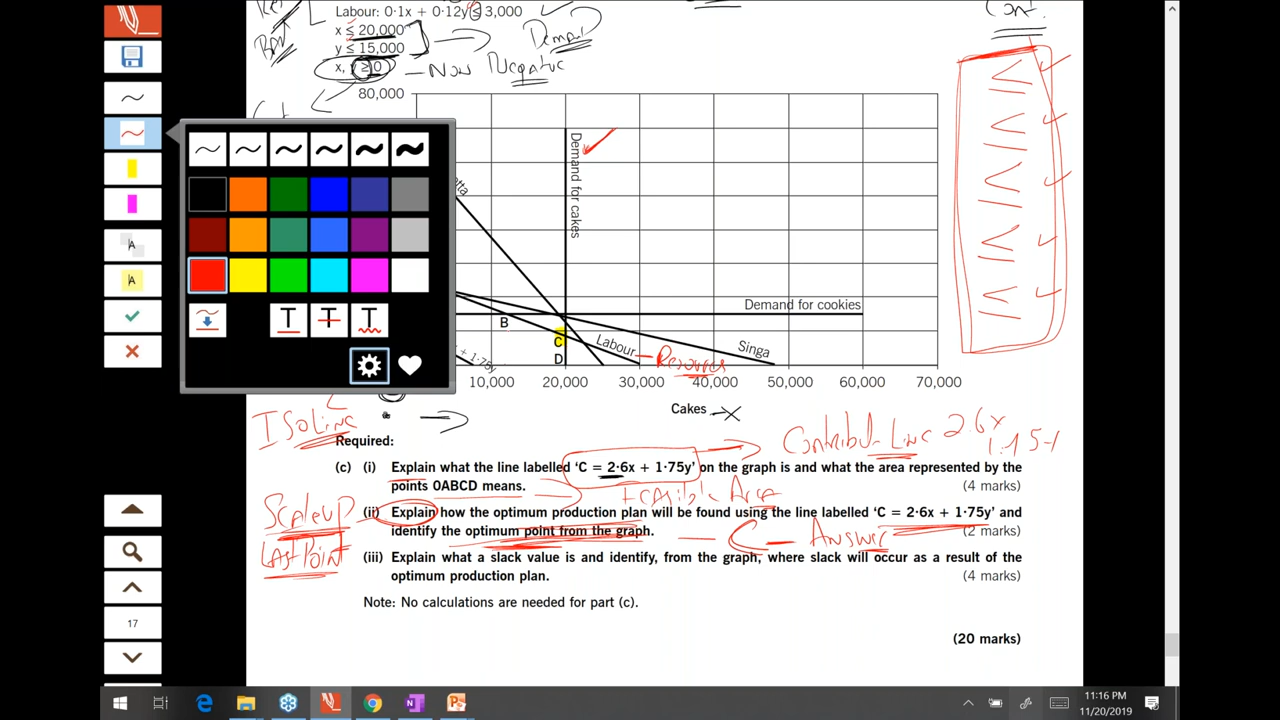 Labour: 0·1x + 0·12y ≤ 3,000
x ≤ 20,000
y ≤ 15,000
Demand
x, y ≥ 0
Non Negative
80,000
Demand for cakes
Demand for cookies
B
C
Labour
Resources
Singa
D
+ 1·75y
10,000 20,000 30,000 40,000 50,000 60,000 70,000
Cakes X
ISoLine
Contribu Line 2.6x
Required:
(c) (i) Explain what the line labelled ‘C = 2·6x + 1·75y’ on the graph is and what the area represented by the
points 0ABCD means. (4 marks)
Feasible Area
Scale up
(ii) Explain how the optimum production plan will be found using the line labelled ‘C = 2·6x + 1·75y’ and
identify the optimum point from the graph. (2 marks)
C – Answer
Last Point
(iii) Explain what a slack value is and identify, from the graph, where slack will occur as a result of the
optimum production plan. (4 marks)
Note: No calculations are needed for part (c).
(20 marks)
17
11:16 PM
11/20/2019